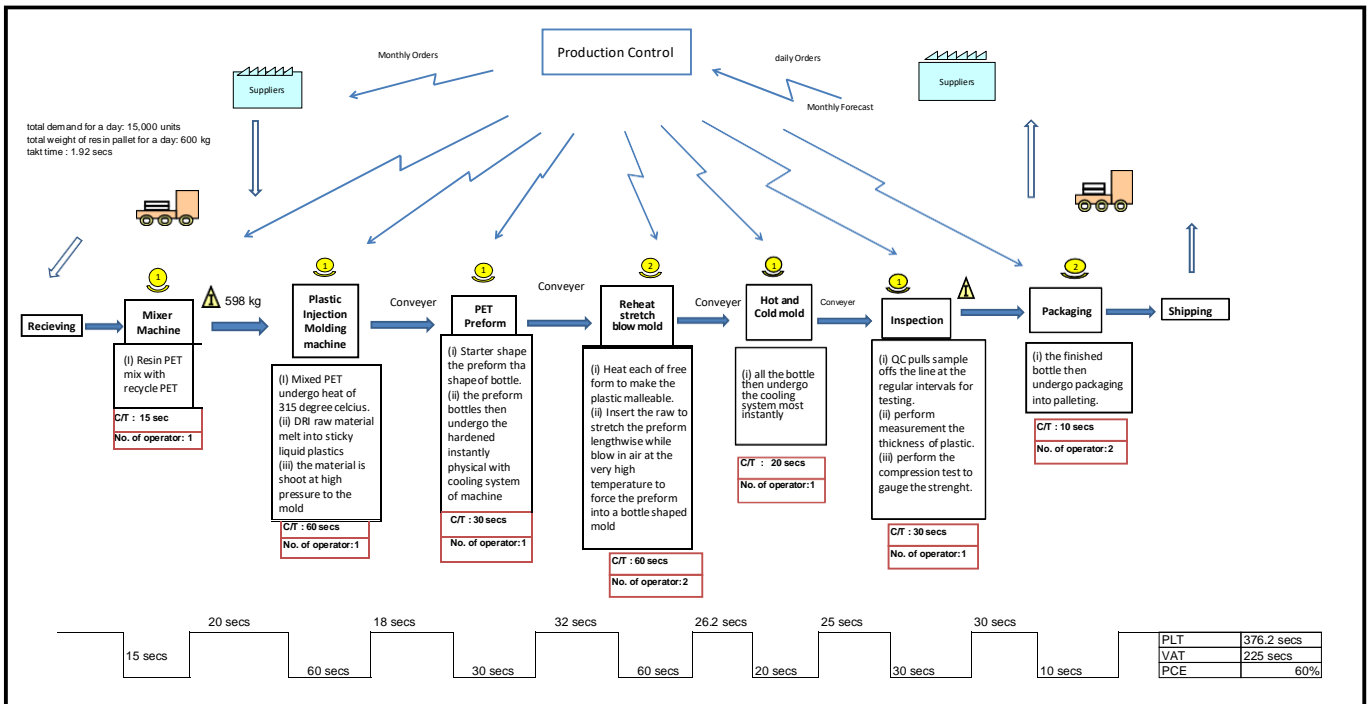 Production Control
Monthly Orders
daily Orders
Monthly Forecast
Suppliers
Suppliers
total demand for a day: 15,000 units
total weight of resin pallet for a day: 600 kg
takt time : 1.92 secs
1
1
1
2
1
1
2
Recieving
Mixer
Machine
I
598 kg
Plastic
Injection
Molding
machine
Conveyer
PET
Preform
Conveyer
Reheat
stretch
blow mold
Conveyer
Hot and
Cold mold
Conveyer
Inspection
I
Packaging
Shipping
(I) Resin PET
mix with
recycle PET
C/T : 15 sec
No. of operator: 1
(I) Mixed PET
undergo heat of
315 degree celcius.
(ii) DRI raw material
melt into sticky
liquid plastics
(iii) the material is
shoot at high
pressure to the
mold
C/T : 60 secs
No. of operator: 1
(i) Starter shape
the preform tha
shape of bottle.
(ii) the preform
bottles then
undergo the
hardened
instantly
physical with
cooling system
of machine
C/T : 30 secs
No. of operator: 1
(i) Heat each of free
form to make the
plastic malleable.
(ii) Insert the raw to
stretch the preform
lengthwise while
blow in air at the
very high
temperature to
force the preform
into a bottle shaped
mold
C/T : 60 secs
No. of operator: 2
(i) all the bottle
then undergo
the cooling
system most
instantly
C/T : 20 secs
No. of operator: 1
(i) QC pulls sample
offs the line at the
regular intervals for
testing.
(ii) perform
measurement the
thickness of plastic.
(iii) perform the
compression test to
gauge the strenght.
C/T : 30 secs
No. of operator: 1
(i) the finished
bottle then
undergo packaging
into palleting.
C/T : 10 secs
No. of operator: 2
20 secs
18 secs
32 secs
26.2 secs
25 secs
30 secs
15 secs
60 secs
30 secs
60 secs
20 secs
30 secs
10 secs
PLT 376.2 secs
VAT 225 secs
PCE 60%